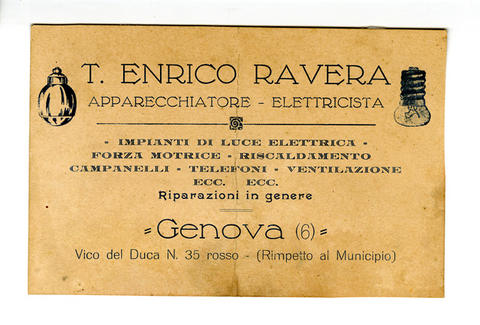 T. ENRICO RAVERA
APPARECCHIATORE - ELETTRICISTA
- IMPIANTI DI LUCE ELETTRICA -
FORZA MOTRICE - RISCALDAMENTO
CAMPANELLI - TELEFONI - VENTILAZIONE
ECC. ECC.
Riparazioni in genere
= Genova (6) =
Vico del Duca N. 35 rosso - (Rimpetto al Municipio)